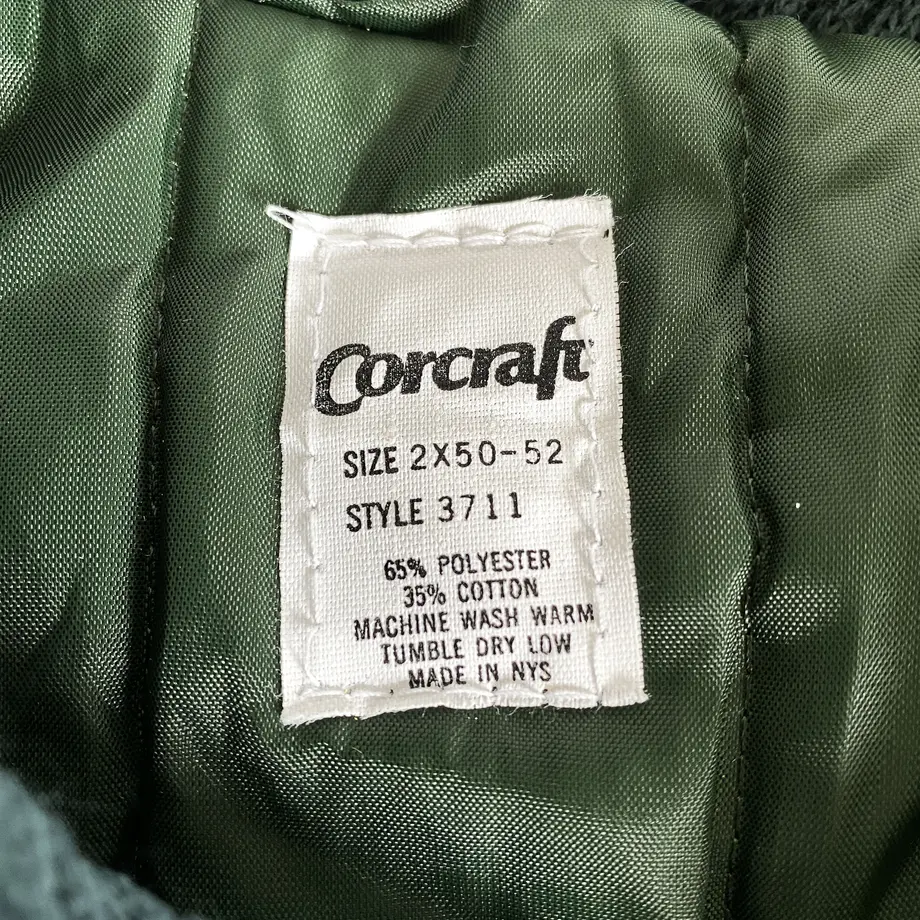 Corcraft
SIZE 2X50-52
STYLE 3711
65% POLYESTER
35% COTTON
MACHINE WASH WARM
TUMBLE DRY LOW
MADE IN NYS